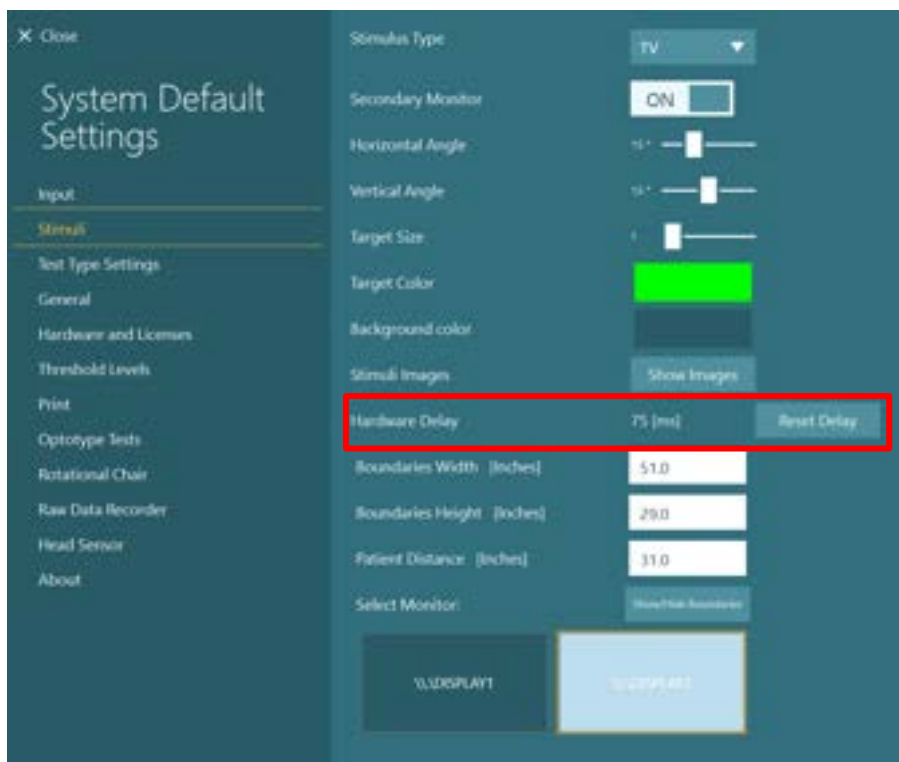 ✕ Close
System Default
Settings
Input
Stimuli
Test Type Settings
General
Hardware and Licenses
Threshold Levels
Print
Optotype Tests
Rotational Chair
Raw Data Recorder
Head Sensor
About
Stimulus Type TV
Secondary Monitor ON
Horizontal Angle
Vertical Angle
Target Size
Target Color
Background color
Stimuli Images Show Images
Hardware Delay 75 [ms] Reset Delay
Boundaries Width [Inches] 51.0
Boundaries Height [Inches] 29.0
Patient Distance [Inches] 31.0
Select Monitor: Show/Hide Boundaries
\\.\DISPLAY1